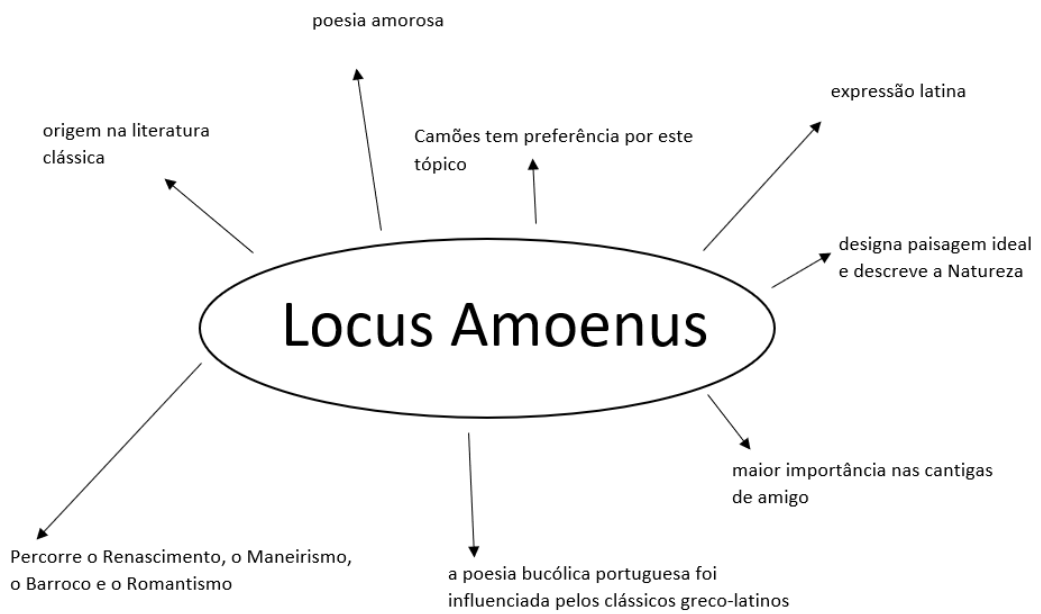 poesia amorosa
expressão latina
origem na literatura
clássica
Camões tem preferência por este
tópico
designa paisagem ideal
e descreve a Natureza
Locus Amoenus
maior importância nas cantigas
de amigo
Percorre o Renascimento, o Maneirismo,
o Barroco e o Romantismo
a poesia bucólica portuguesa foi
influenciada pelos clássicos greco-latinos